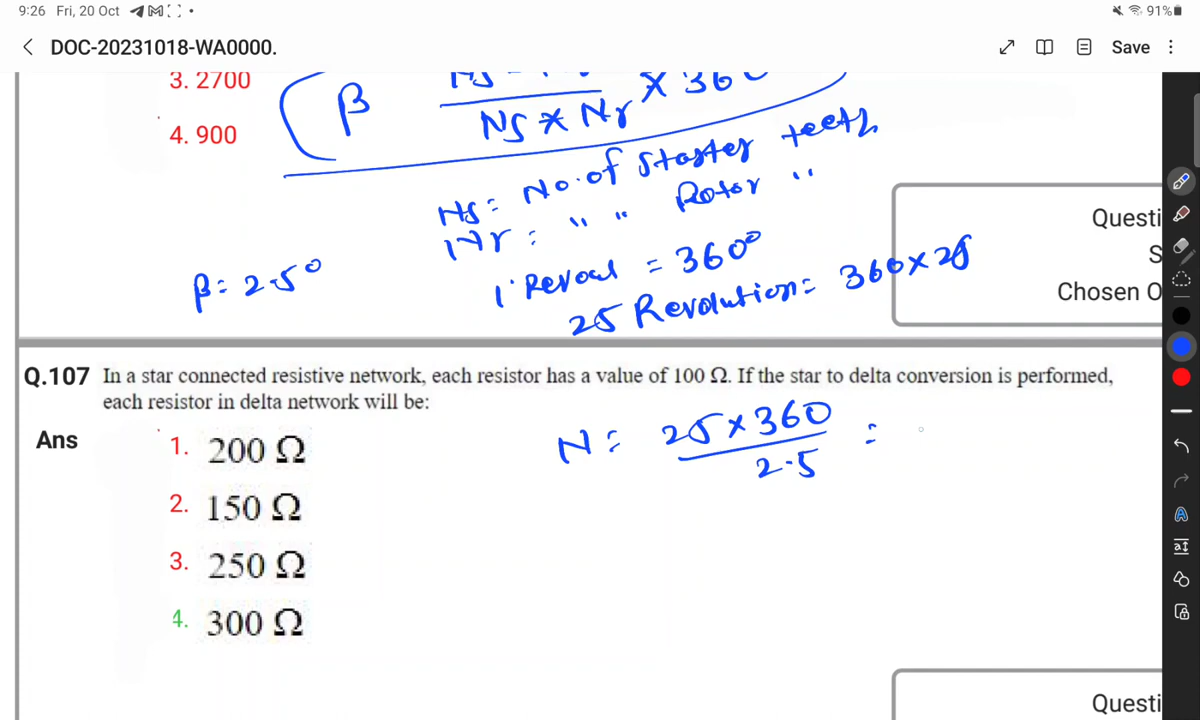 9:26 Fri, 20 Oct
91%
DOC-20231018-WA0000.
Save
3. 2700
4. 900
β
Ns * Nr × 360
Ns = No. of Stater teeth
Nr = " " Rotor "
β = 2.5°
= 360°
25 Revolution = 360 × 25
Questi
S
Chosen O
Q.107 In a star connected resistive network, each resistor has a value of 100 Ω. If the star to delta conversion is performed,
each resistor in delta network will be:
N = 25 × 360 =
2.5
Ans
1. 200 Ω
2. 150 Ω
3. 250 Ω
4. 300 Ω
Questi